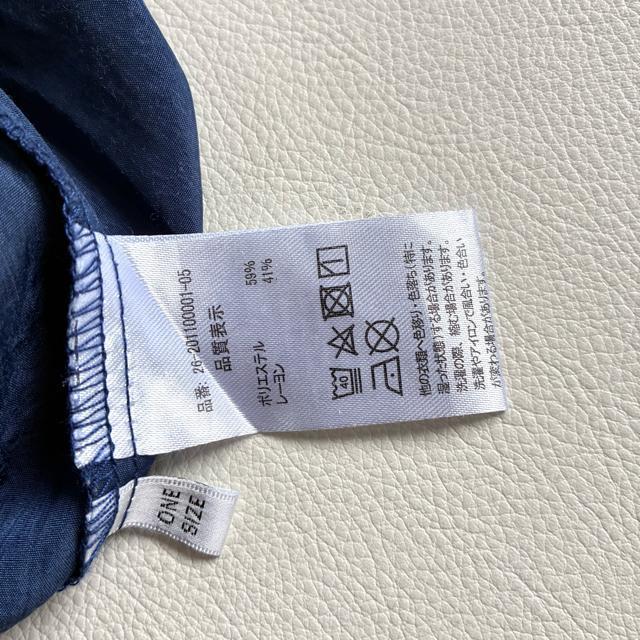 品番: 26-201100001-05
品質表示
ポリエステル 59%
レーヨン 41%
40
他の衣類へ色移り・色落ち(特に
湿った状態)する場合があります。
洗濯の際、縮む場合があります。
洗濯やアイロンで風合い・色合い
が変わる場合があります。
ONE
SIZE